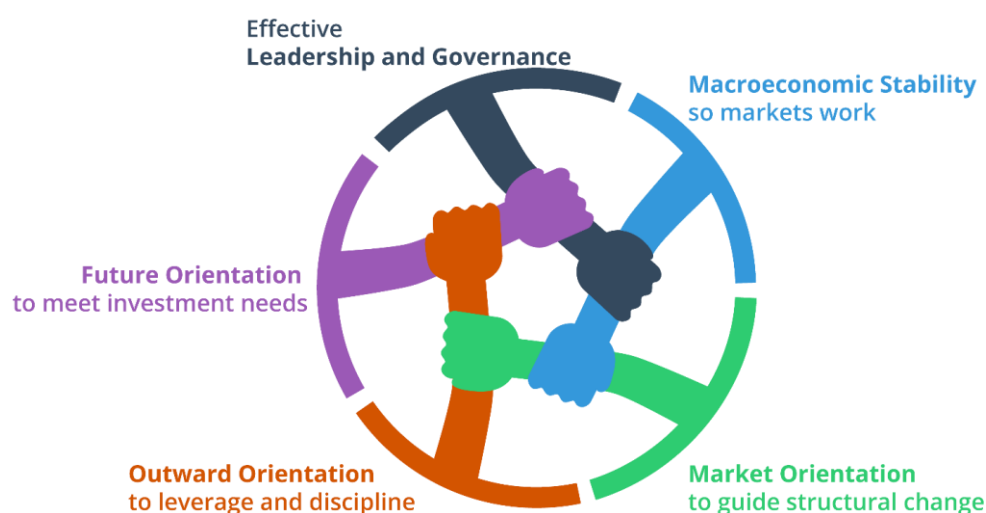 Effective
Leadership and Governance
Macroeconomic Stability
so markets work
Future Orientation
to meet investment needs
Outward Orientation
to leverage and discipline
Market Orientation
to guide structural change